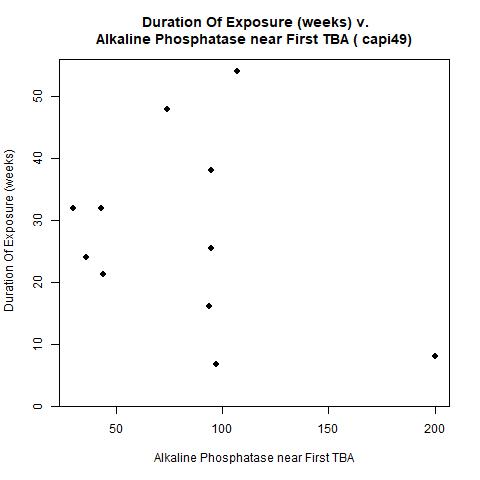 Duration Of Exposure (weeks) v.
Alkaline Phosphatase near First TBA ( capi49)
Duration Of Exposure (weeks)
50
40
30
20
10
0
50 100 150 200
Alkaline Phosphatase near First TBA